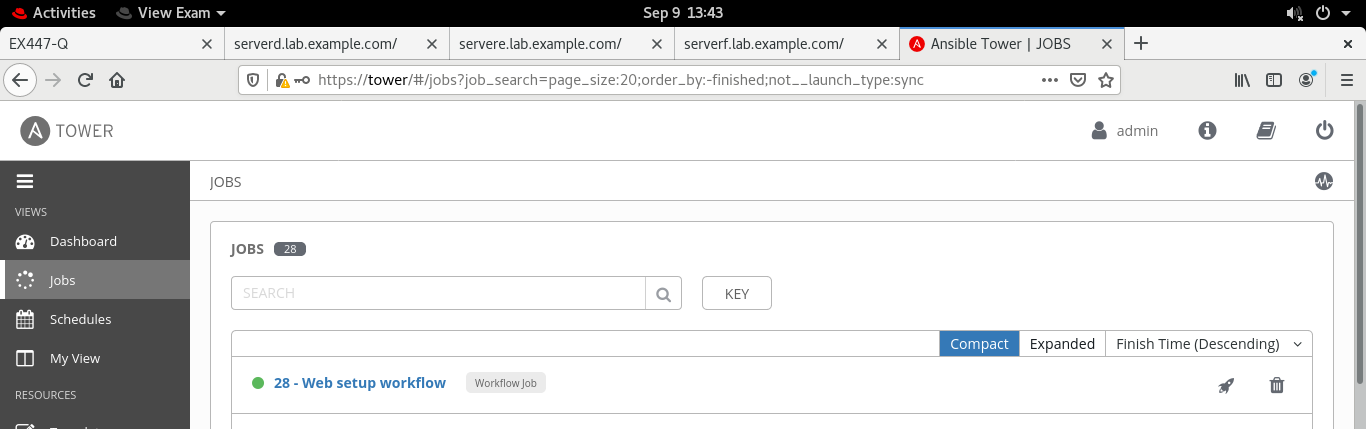 Activities View Exam Sep 9 13:43
EX447-Q serverd.lab.example.com/ servere.lab.example.com/ serverf.lab.example.com/ Ansible Tower | JOBS
https://tower/#/jobs?job_search=page_size:20;order_by:-finished;not__launch_type:sync
TOWER admin
JOBS
VIEWS
Dashboard
Jobs
Schedules
My View
RESOURCES
JOBS 28
SEARCH KEY
Compact Expanded Finish Time (Descending)
28 - Web setup workflow Workflow Job